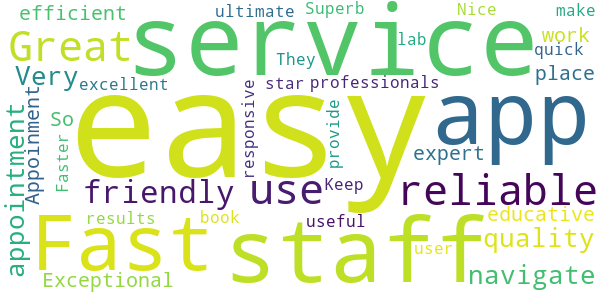 efficient
ultimate
Superb
Nice
make
Great
service
lab
work
They
quick
Very
excellent
star
professionals
place
easy
app
responsive
Appoinment
appointment
So
Faster
provide
expert
friendly
use
Keep
reliable
Fast
staff
results
book
useful
educative
user
quality
Exceptional
navigate